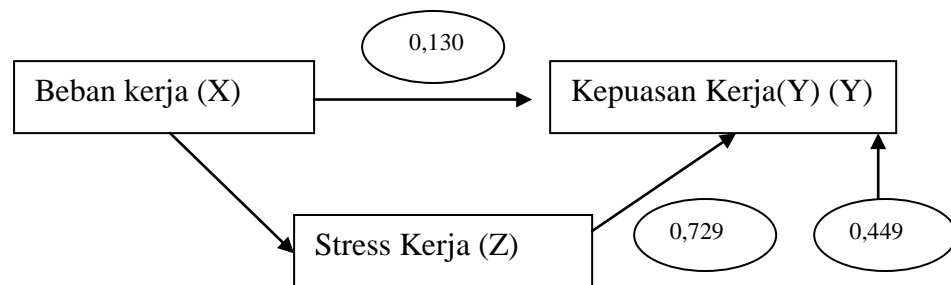 0,130
Beban kerja (X)
Kepuasan Kerja(Y) (Y)
Stress Kerja (Z)
0,729
0,449